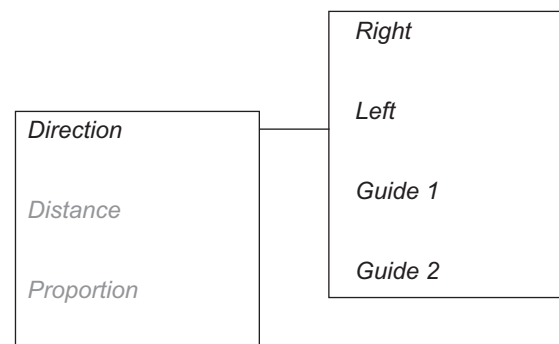 Direction
Distance
Proportion
Right
Left
Guide 1
Guide 2